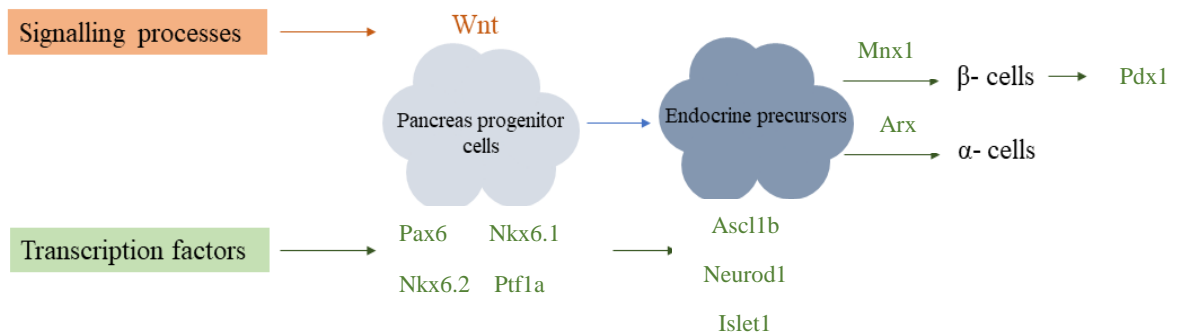 Signalling processes
Wnt
Pancreas progenitor
cells
Endocrine precursors
Mnx1
β- cells
Pdx1
Arx
α- cells
Transcription factors
Pax6
Nkx6.1
Nkx6.2
Ptf1a
Ascl1b
Neurod1
Islet1